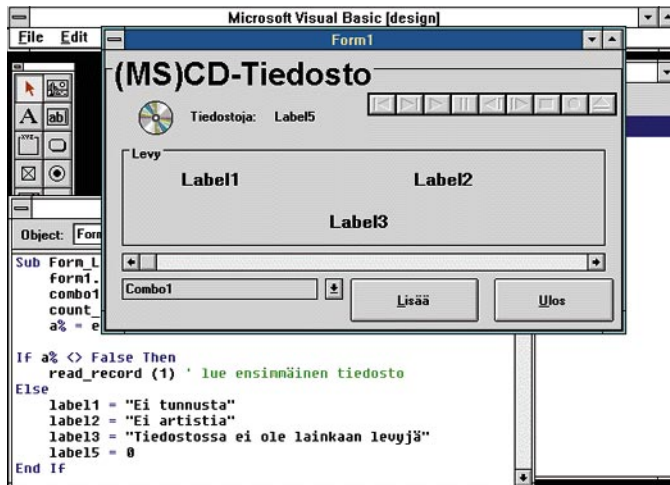 Microsoft Visual Basic [design]
File Edit
Form1
(MS)CD-Tiedosto
Tiedostoja: Label5
Levy
Label1 Label2
Label3
Combo1
Lisää Ulos
A ab
Object: Form
Sub Form_L
form1.
combo1
count_
a% = e
If a% <> False Then
read_record (1) ' lue ensimmäinen tiedosto
Else
label1 = "Ei tunnusta"
label2 = "Ei artistia"
label3 = "Tiedostossa ei ole lainkaan levyjä"
label5 = 0
End If